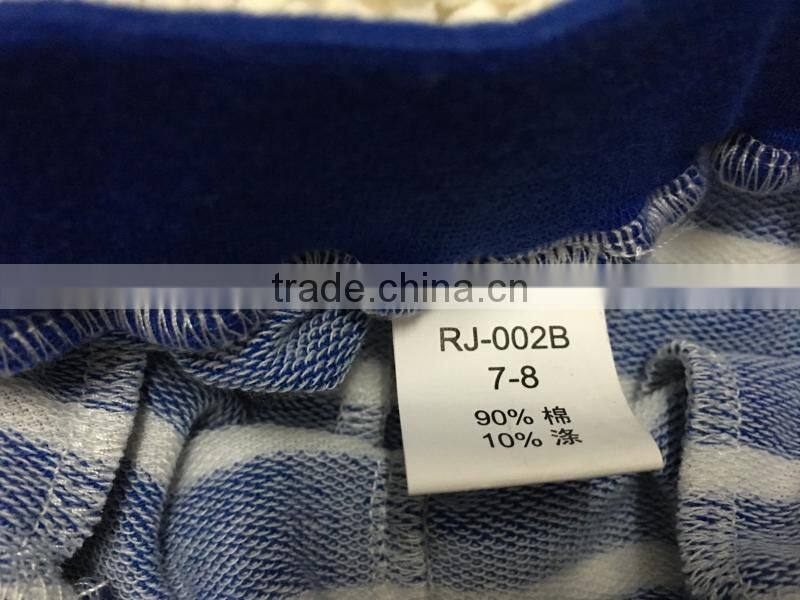 trade.china.cn
RJ-002B
7-8
90% 棉
10% 涤